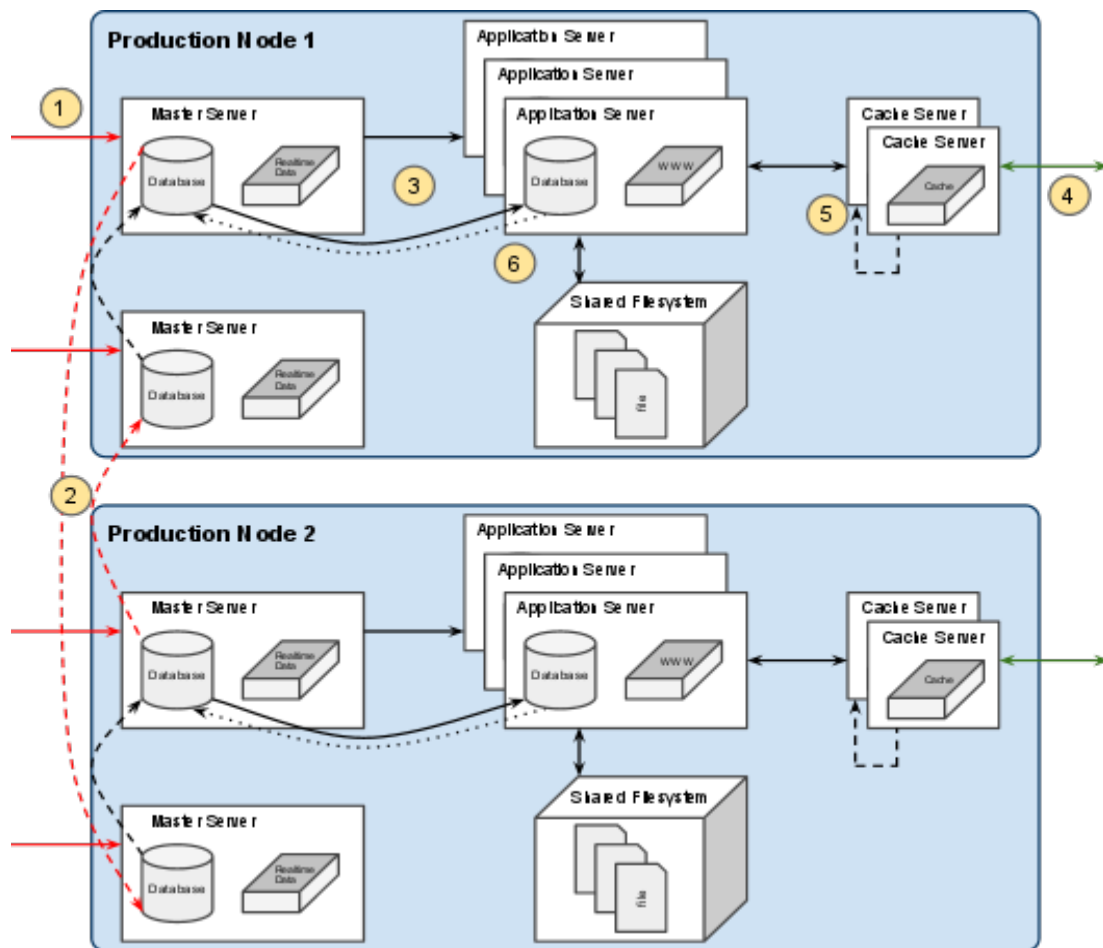 Production Node 1
Application Server
Application Server
1
Master Server
Application Server
Cache Server
Cache Server
Database
Realtime
Data
Database
WWW
Cache
3
5
4
6
Master Server
Shared Filesystem
Database
Realtime
Data
file
2
Production Node 2
Application Server
Application Server
Master Server
Application Server
Cache Server
Cache Server
Database
Realtime
Data
Database
WWW
Cache
Master Server
Shared Filesystem
Database
Realtime
Data
file